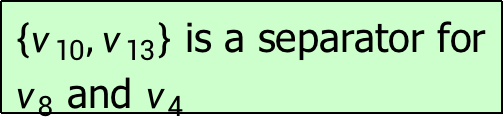 {v₁₀, v₁₃} is a separator for
v₈ and v₄